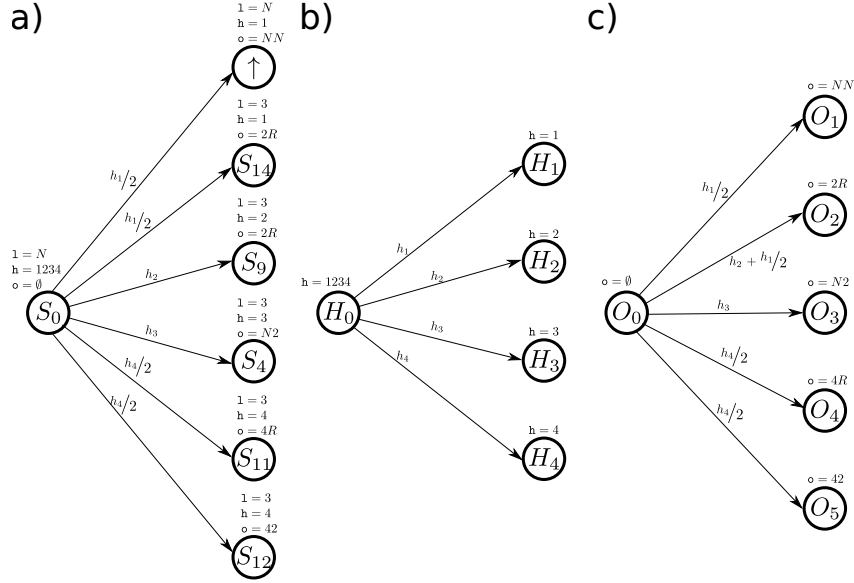 a)
l = N
h = 1
o = NN
↑
l = 3
h = 1
o = 2R
S₁₄
l = 3
h = 2
o = 2R
S₉
l = 3
h = 3
o = N2
S₄
l = 3
h = 4
o = 4R
S₁₁
l = 3
h = 4
o = 42
S₁₂
l = N
h = 1234
o = ∅
S₀
h₁/2
h₁/2
h₂
h₃
h₄/2
h₄/2
b)
h = 1
H₁
h = 2
H₂
h = 3
H₃
h = 4
H₄
h = 1234
H₀
h₁
h₂
h₃
h₄
c)
o = NN
O₁
o = 2R
O₂
o = N2
O₃
o = 4R
O₄
o = 42
O₅
o = ∅
O₀
h₁/2
h₂ + h₁/2
h₃
h₄/2
h₄/2